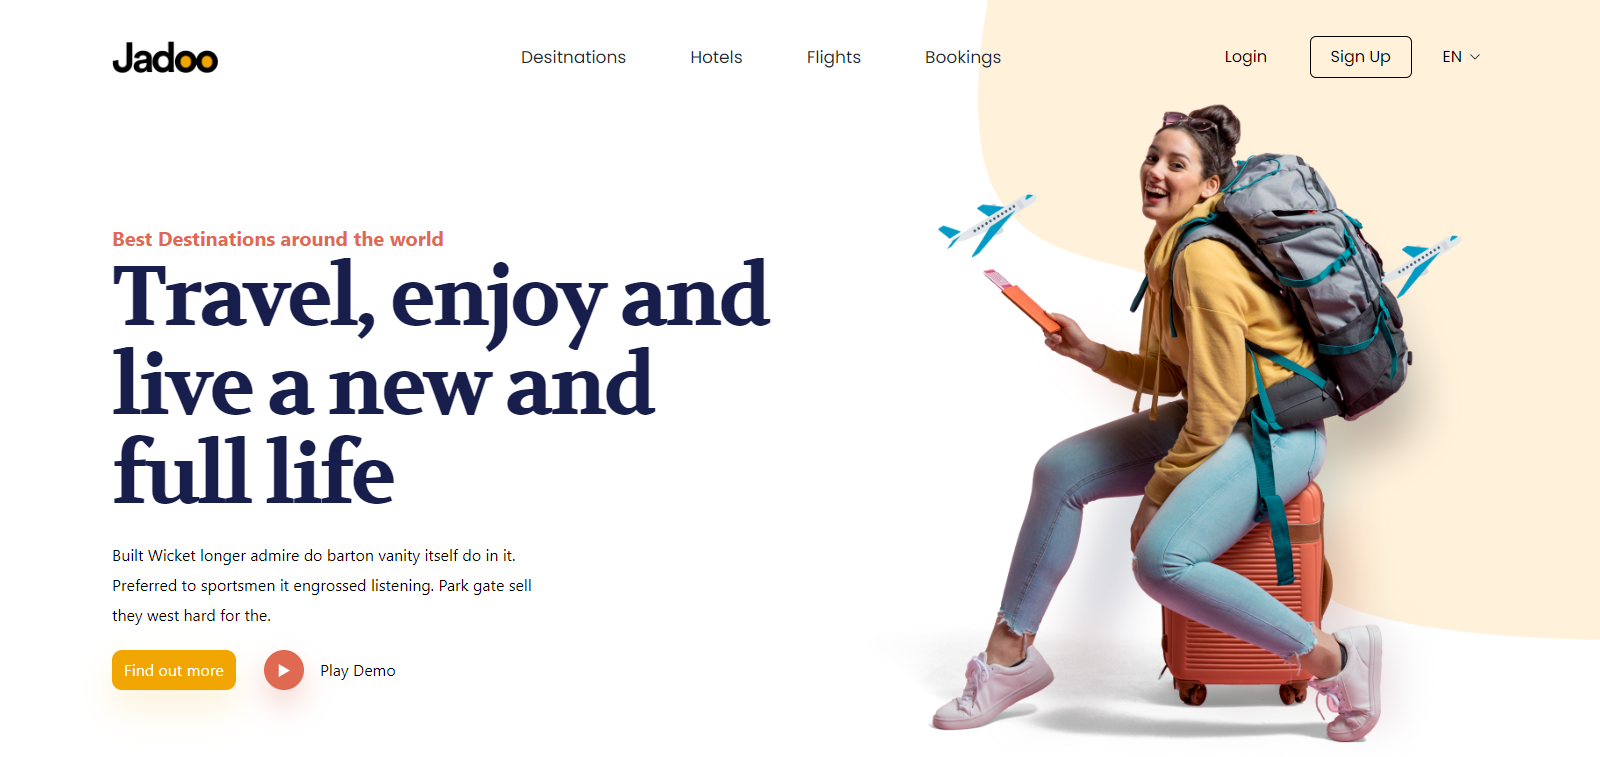 Jadoo
Desitnations
Hotels
Flights
Bookings
Login
Sign Up
EN
Best Destinations around the world
Travel, enjoy and
live a new and
full life
Built Wicket longer admire do barton vanity itself do in it.
Preferred to sportsmen it engrossed listening. Park gate sell
they west hard for the.
Find out more
Play Demo